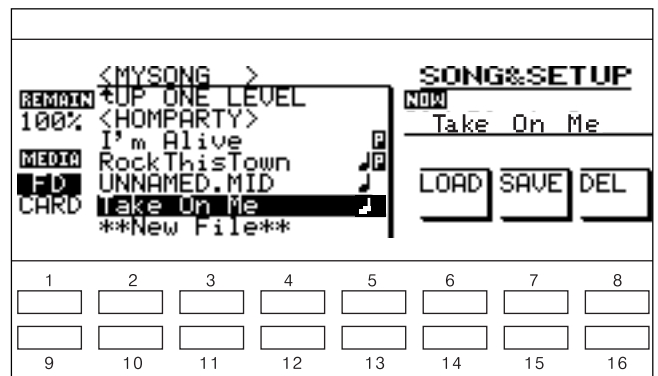 <MYSONG >
REMAIN
100%
MEDIA
FD
CARD
UP ONE LEVEL
<HOMPARTY>
I'm Alive P
RockThisTown P
UNNAMED.MID
Take On Me
**New File**
SONG&SETUP
NOW
Take On Me
LOAD SAVE DEL
1 2 3 4 5 6 7 8
9 10 11 12 13 14 15 16